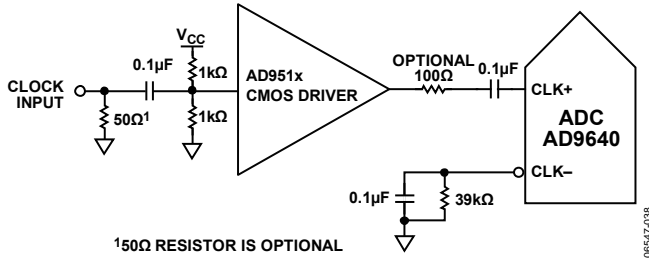 VCC
0.1µF
1kΩ
CLOCK
INPUT
50Ω1
1kΩ
AD951x
CMOS DRIVER
OPTIONAL
100Ω
0.1µF
CLK+
ADC
AD9640
CLK–
0.1µF
39kΩ
150Ω RESISTOR IS OPTIONAL
06547-038